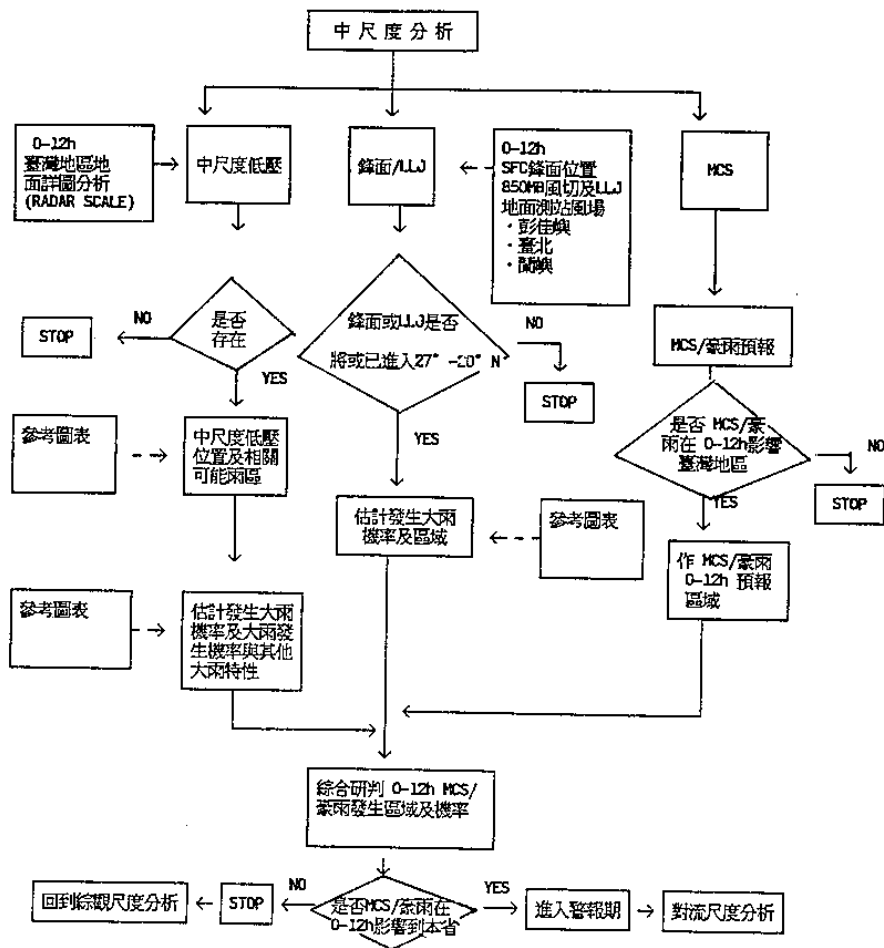 中尺度分析
0-12h
臺灣地區地
面詳圖分析
(RADAR SCALE)
中尺度低壓
鋒面/LLJ
0-12h
SFC鋒面位置
850MB風切及LLJ
地面測站風場
·彭佳嶼
·臺北
·蘭嶼
MCS
是否
存在
NO
STOP
YES
鋒面或LLJ是否
將或已進入27°-20° N
NO
STOP
YES
MCS/豪雨預報
是否 MCS/豪
雨在 0-12h影響
臺灣地區
NO
STOP
YES
參考圖表
中尺度低壓
位置及相關
可能雨區
估計發生大雨
機率及區域
參考圖表
作 MCS/豪雨
0-12h 預報
區域
參考圖表
估計發生大雨
機率及大雨發
生機率與其他
大雨特性
綜合研判 0-12h MCS/
豪雨發生區域及機率
是否MCS/豪雨在
0-12h影響到本省
NO
STOP
回到綜觀尺度分析
YES
進入警報期
對流尺度分析